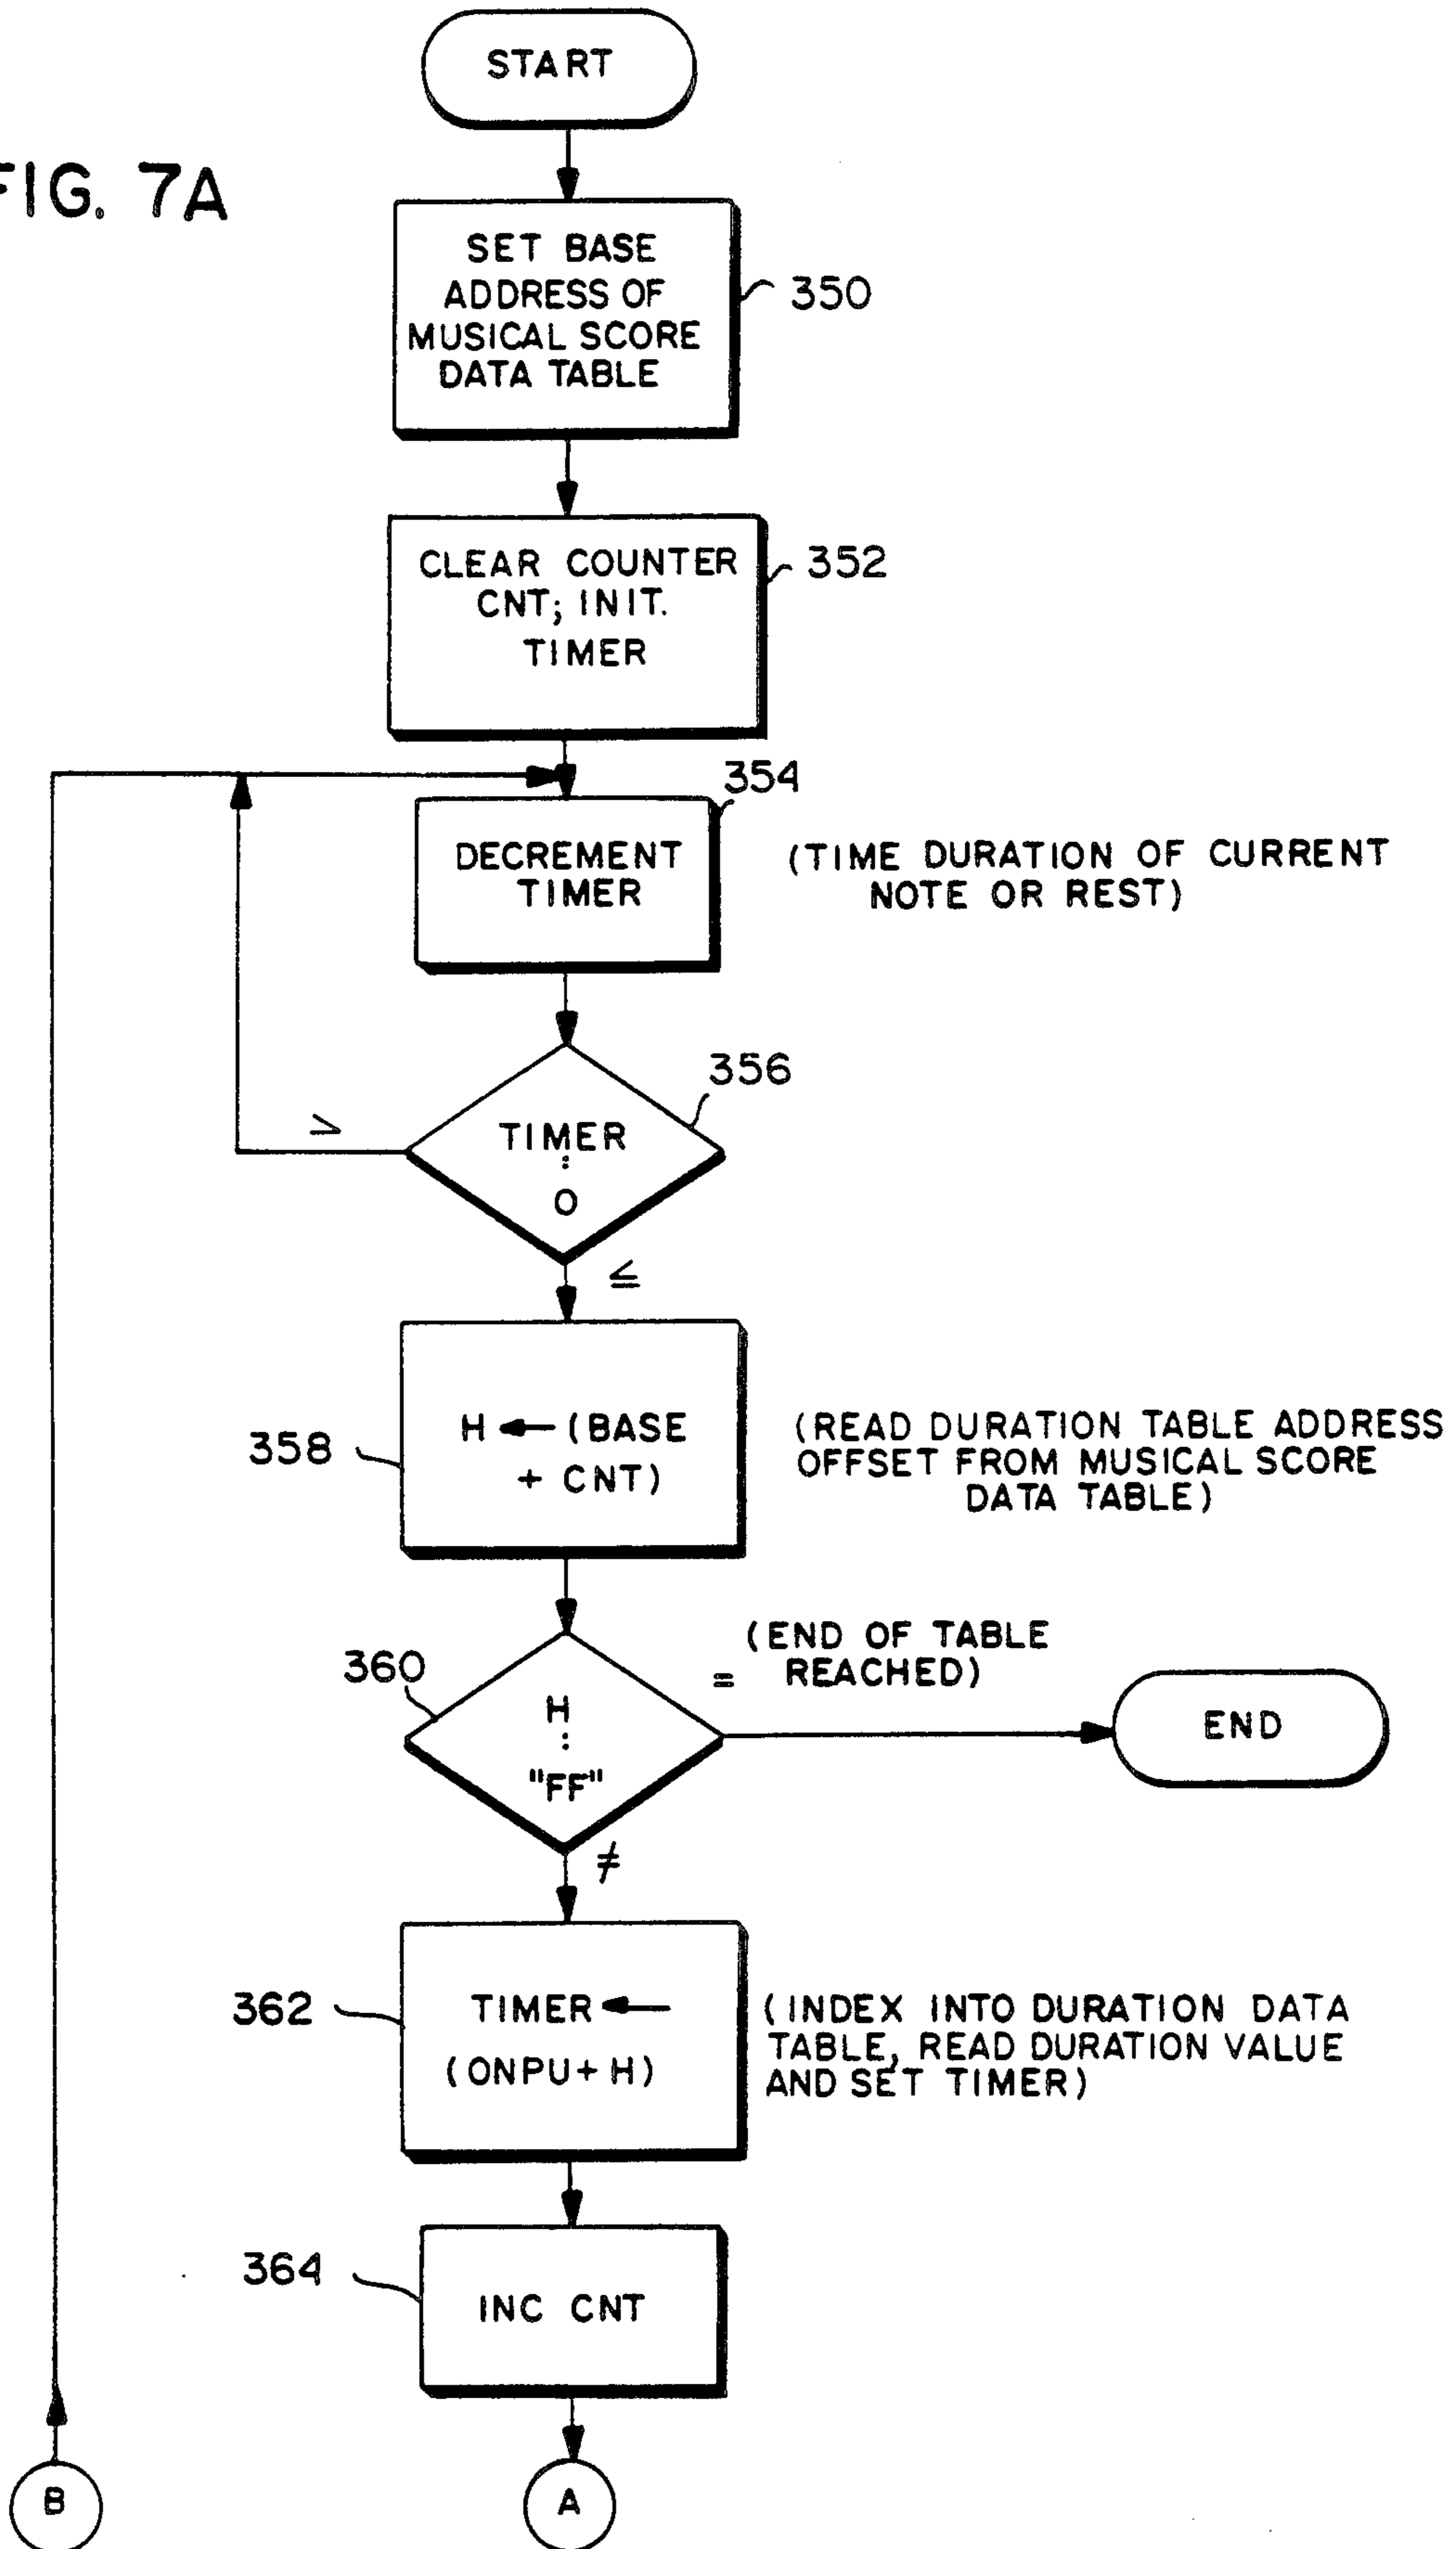 START
FIG. 7A
SET BASE
ADDRESS OF
MUSICAL SCORE
DATA TABLE
350
CLEAR COUNTER
CNT; INIT.
TIMER
352
354
DECREMENT
TIMER
(TIME DURATION OF CURRENT
NOTE OR REST)
356
TIMER
:
0
>
≤
358
H ← (BASE
+ CNT)
(READ DURATION TABLE ADDRESS
OFFSET FROM MUSICAL SCORE
DATA TABLE)
360
H
:
"FF"
=
(END OF TABLE
REACHED)
END
≠
362
TIMER ←
(ONPU + H)
(INDEX INTO DURATION DATA
TABLE, READ DURATION VALUE
AND SET TIMER)
364
INC CNT
B
A